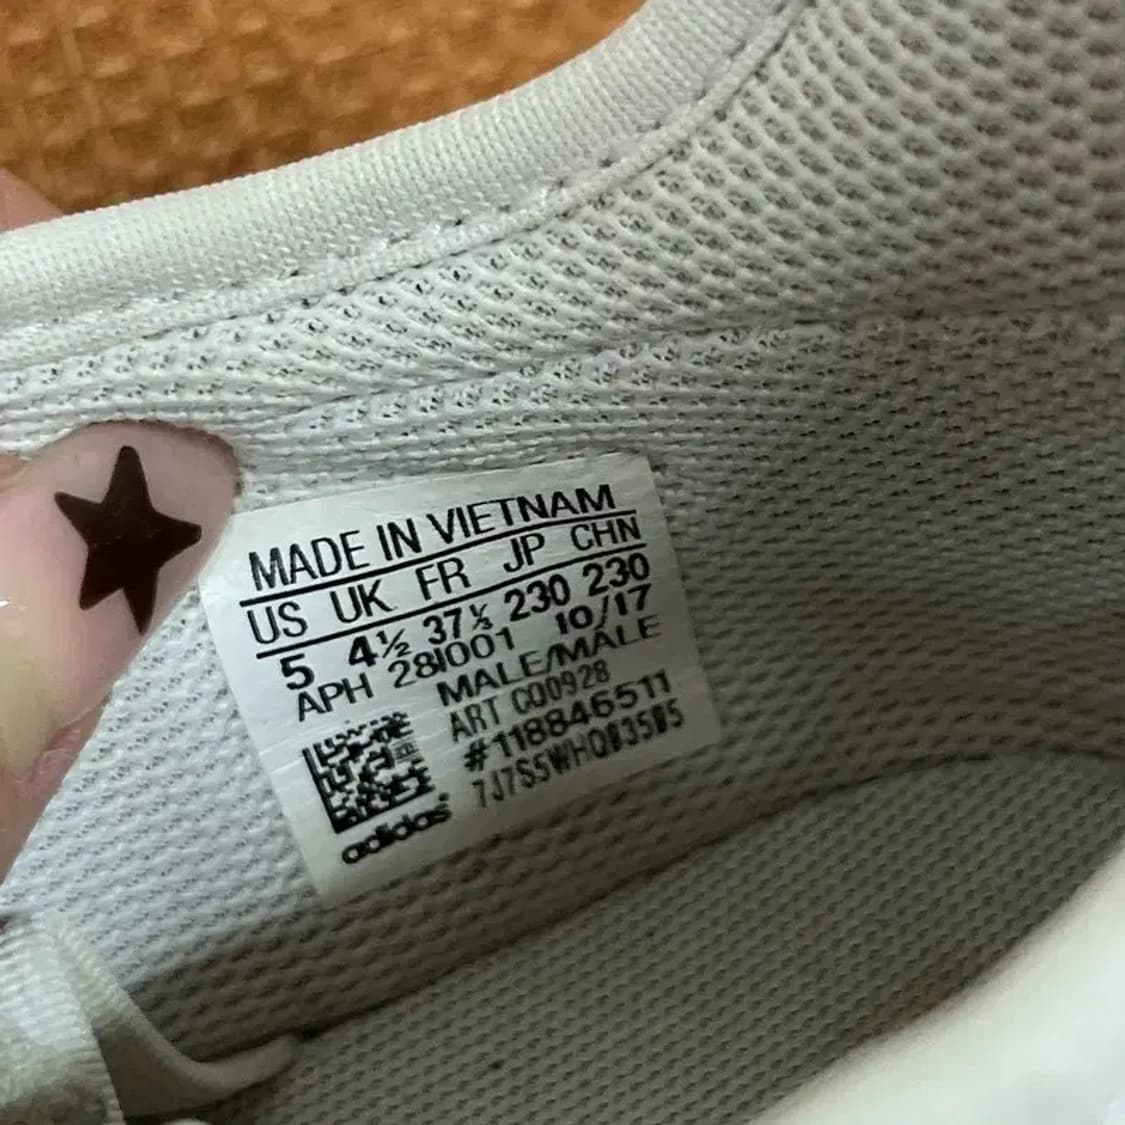 MADE IN VIETNAM
US UK FR JP CHN
5 4½ 37⅓ 230 230
APH 281001 10/17
MALE/MALE
ART CQ0928
#118846511
adidas